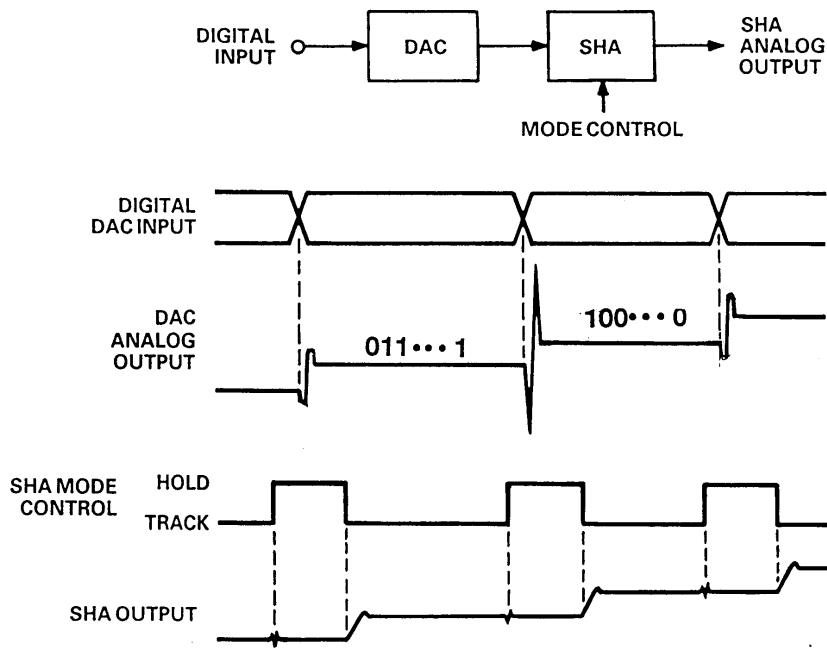 DIGITAL
INPUT
DAC
SHA
SHA
ANALOG
OUTPUT
MODE CONTROL
DIGITAL
DAC INPUT
DAC
ANALOG
OUTPUT
011••• 1
100••• 0
SHA MODE
CONTROL
HOLD
TRACK
SHA OUTPUT